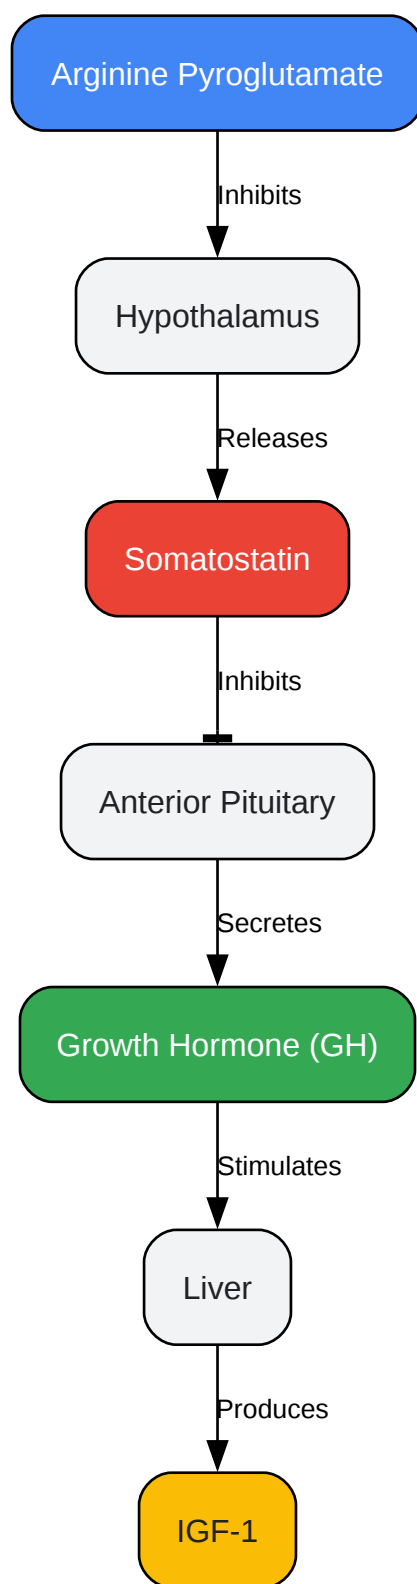 Arginine Pyroglutamate
Inhibits
Hypothalamus
Releases
Somatostatin
Inhibits
Anterior Pituitary
Secretes
Growth Hormone (GH)
Stimulates
Liver
Produces
IGF-1